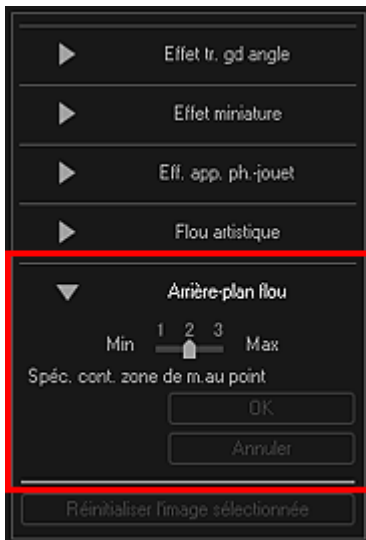 Effet tr. gd angle
Effet miniature
Eff. app. ph.-jouet
Flou artistique
Arrière-plan flou
1 2 3
Min Max
Spéc. cont. zone de m.au point
OK
Annuler
Réinitialiser l'image sélectionnée